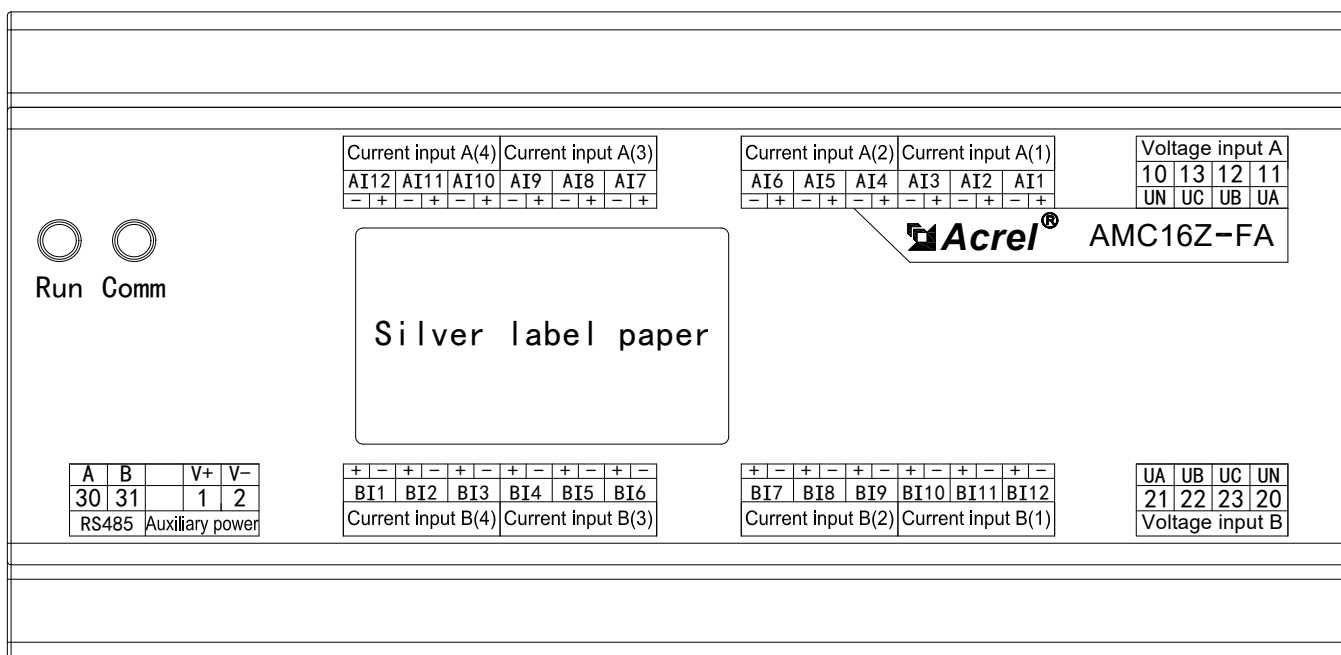 Current input A(4) Current input A(3) Current input A(2) Current input A(1) Voltage input A
AI12 AI11 AI10 AI9 AI8 AI7 AI6 AI5 AI4 AI3 AI2 AI1 10 13 12 11
- + - + - + - + - + - + - + - + - + - + - + - + UN UC UB UA
Acrel® AMC16Z-FA
Run Comm
Silver label paper
A B V+ V- + - + - + - + - + - + - + - + - + - + - + - + - UA UB UC UN
30 31 1 2 BI1 BI2 BI3 BI4 BI5 BI6 BI7 BI8 BI9 BI10 BI11 BI12 21 22 23 20
RS485 Auxiliary power Current input B(4) Current input B(3) Current input B(2) Current input B(1) Voltage input B